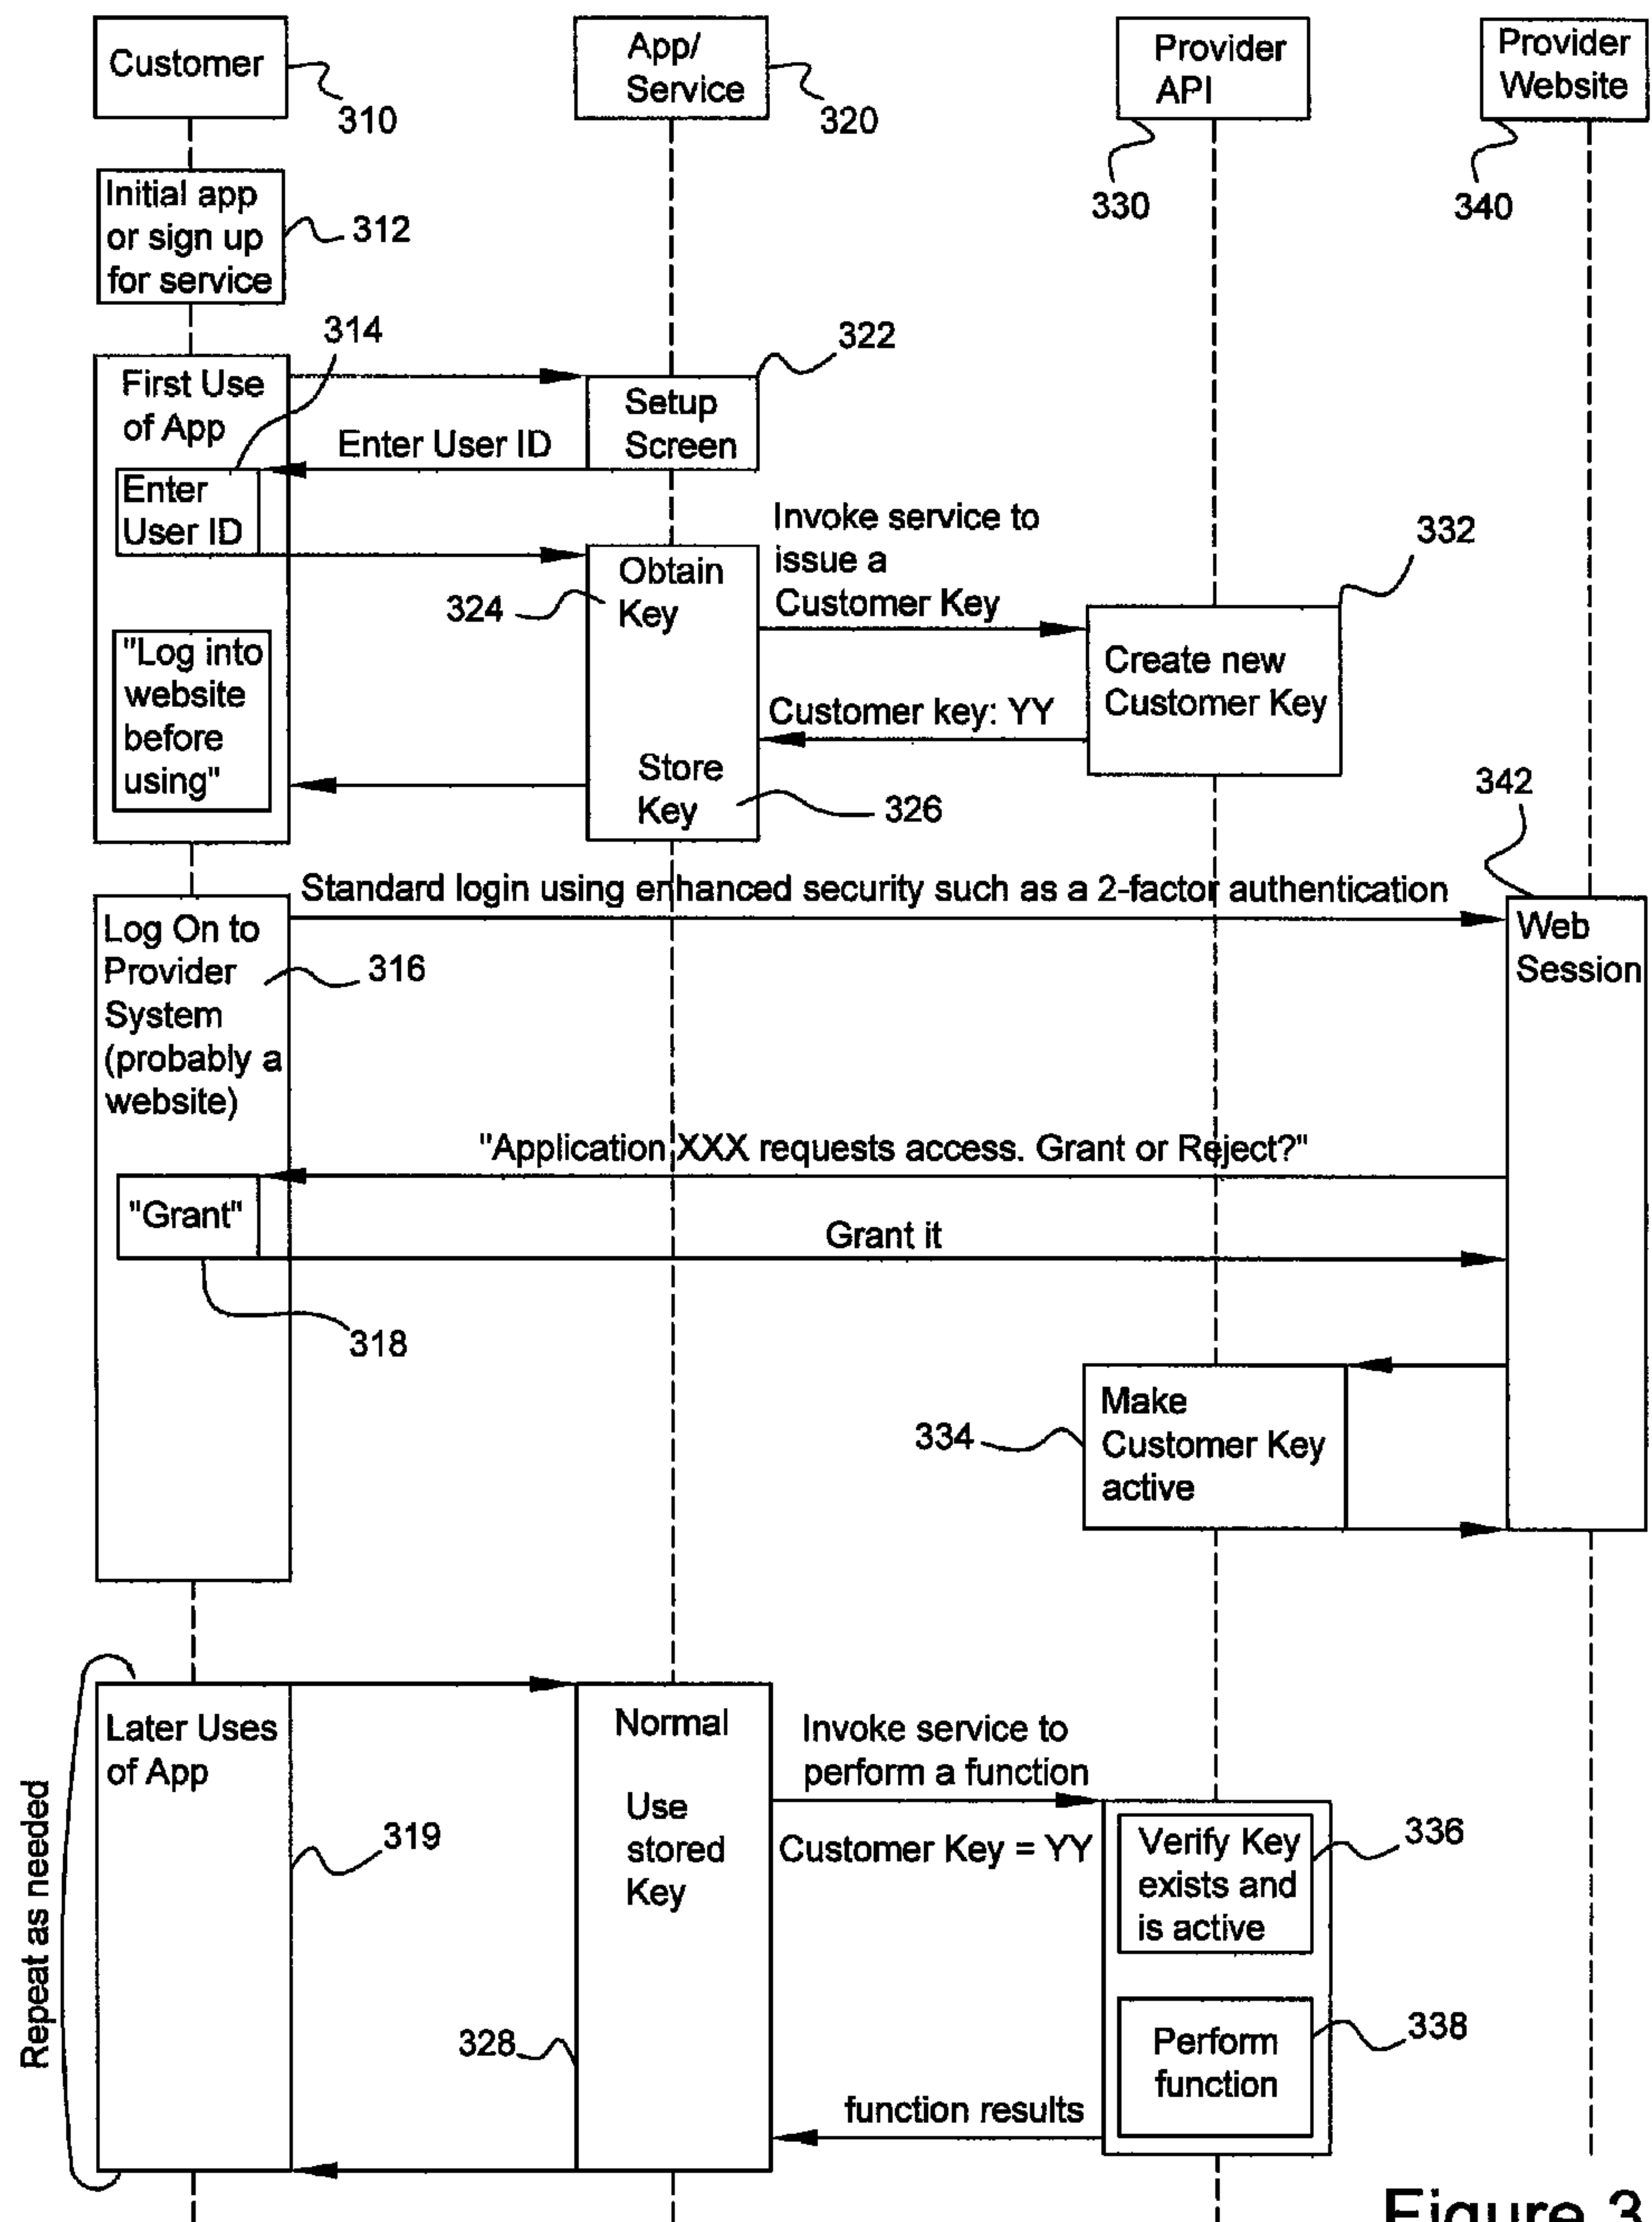 Customer
310
App/
Service
320
Provider
API
330
Provider
Website
340
Initial app
or sign up
for service
312
314
First Use
of App
322
Setup
Screen
Enter User ID
Enter
User ID
Invoke service to
issue a
Customer Key
332
Obtain
Key
324
Create new
Customer Key
"Log into
website
before
using"
Customer key: YY
Store
Key
326
342
Standard login using enhanced security such as a 2-factor authentication
Log On to
Provider
System
(probably a
website)
316
Web
Session
"Application XXX requests access. Grant or Reject?"
"Grant"
Grant it
318
Make
Customer Key
active
334
Later Uses
of App
Repeat as needed
319
Normal
Use
stored
Key
328
Invoke service to
perform a function
Customer Key = YY
Verify Key
exists and
is active
336
Perform
function
338
function results
Figure 3